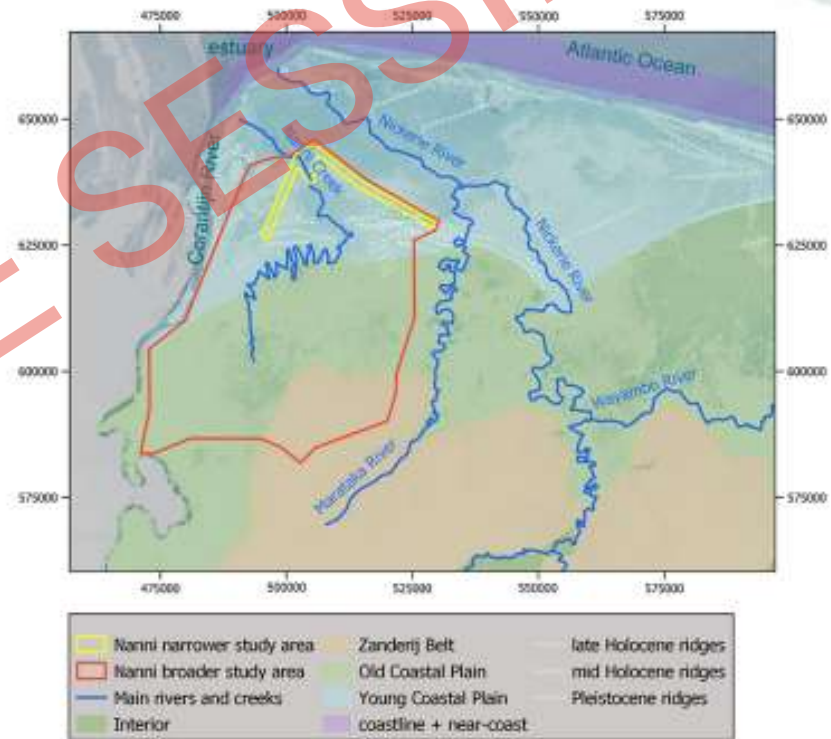 475000 500000 525000 550000 575000
estuary
Atlantic Ocean
650000 650000
Nickerie River
Nanni Creek
Corantijn River
625000 625000
Nickerie River
600000 600000
Wayambo River
Marataka River
575000 575000
475000 500000 525000 550000 575000
Nanni narrower study area Zanderij Belt late Holocene ridges
Nanni broader study area Old Coastal Plain mid Holocene ridges
Main rivers and creeks Young Coastal Plain Pleistocene ridges
Interior coastline + near-coast